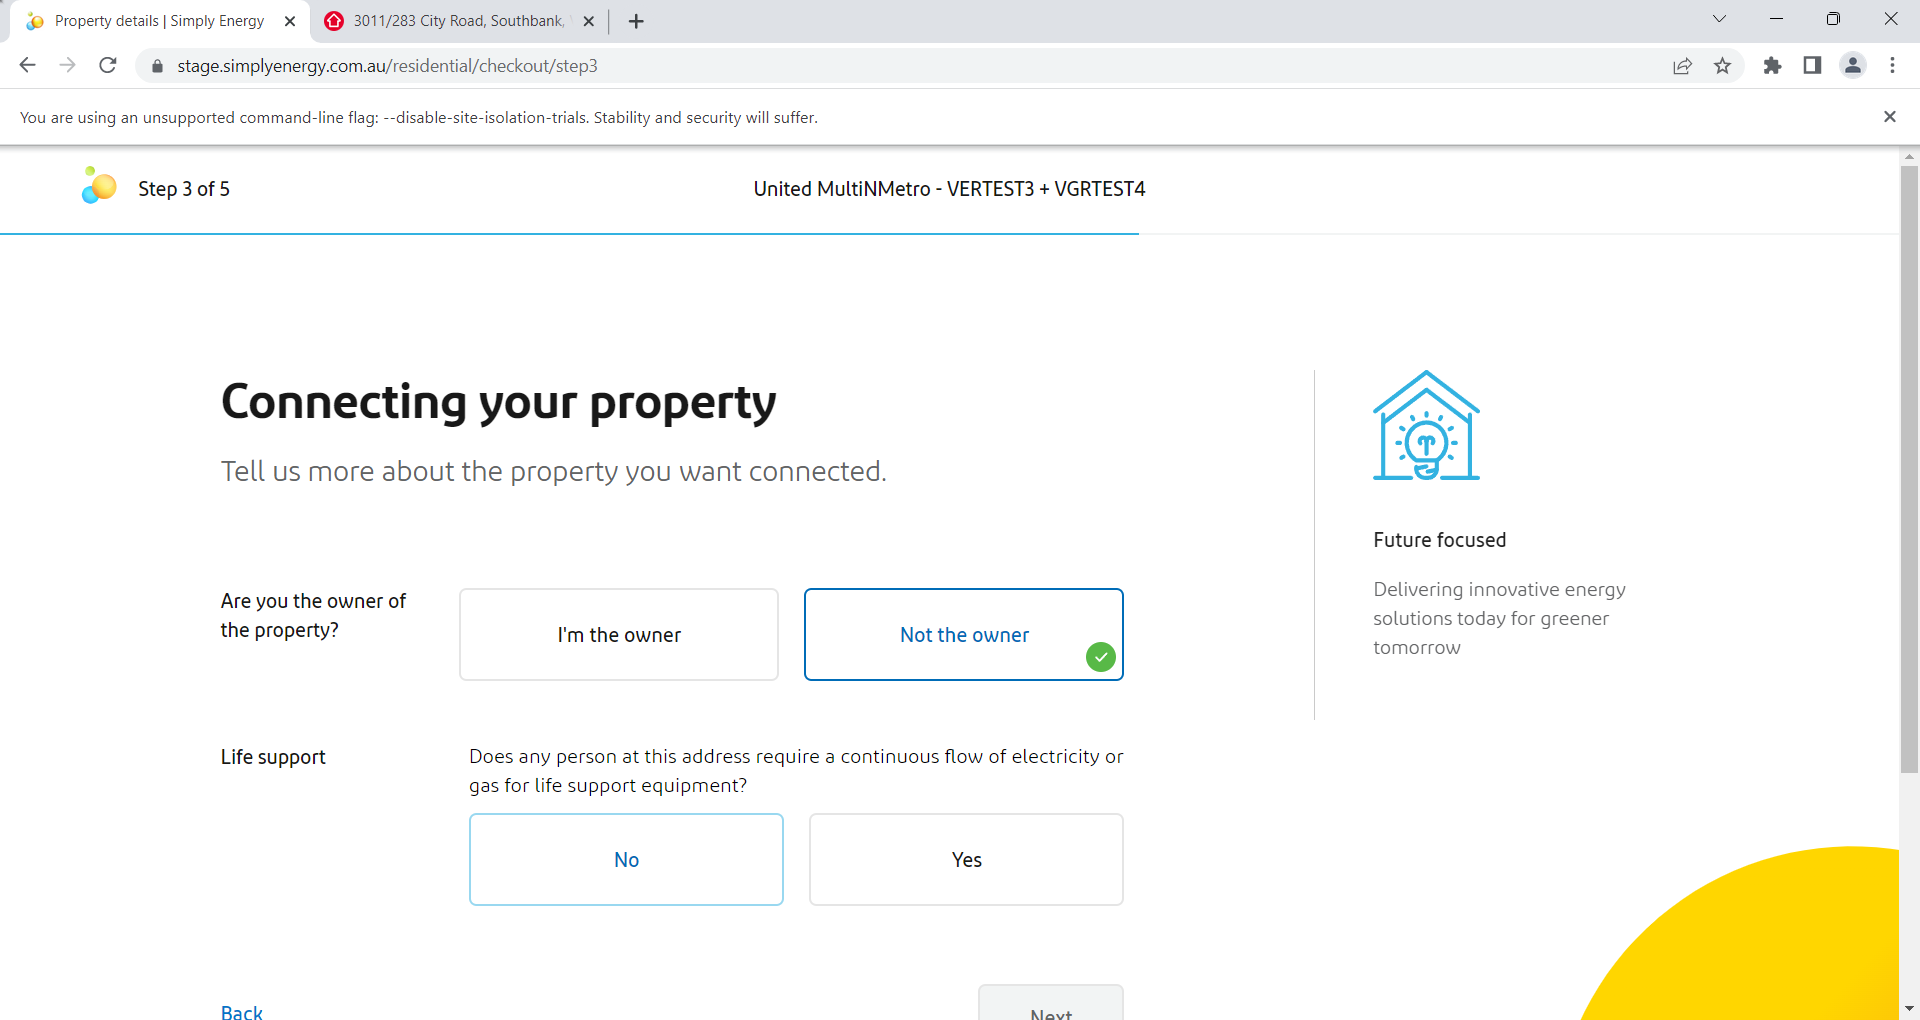 Property details | Simply Energy
3011/283 City Road, Southbank,
stage.simplyenergy.com.au/residential/checkout/step3
You are using an unsupported command-line flag: --disable-site-isolation-trials. Stability and security will suffer.
Step 3 of 5
United MultiNMetro - VERTEST3 + VGRTEST4
Connecting your property
Tell us more about the property you want connected.
Future focused
Delivering innovative energy
solutions today for greener
tomorrow
Are you the owner of
the property?
I'm the owner
Not the owner
Life support
Does any person at this address require a continuous flow of electricity or
gas for life support equipment?
No
Yes
Back
Next